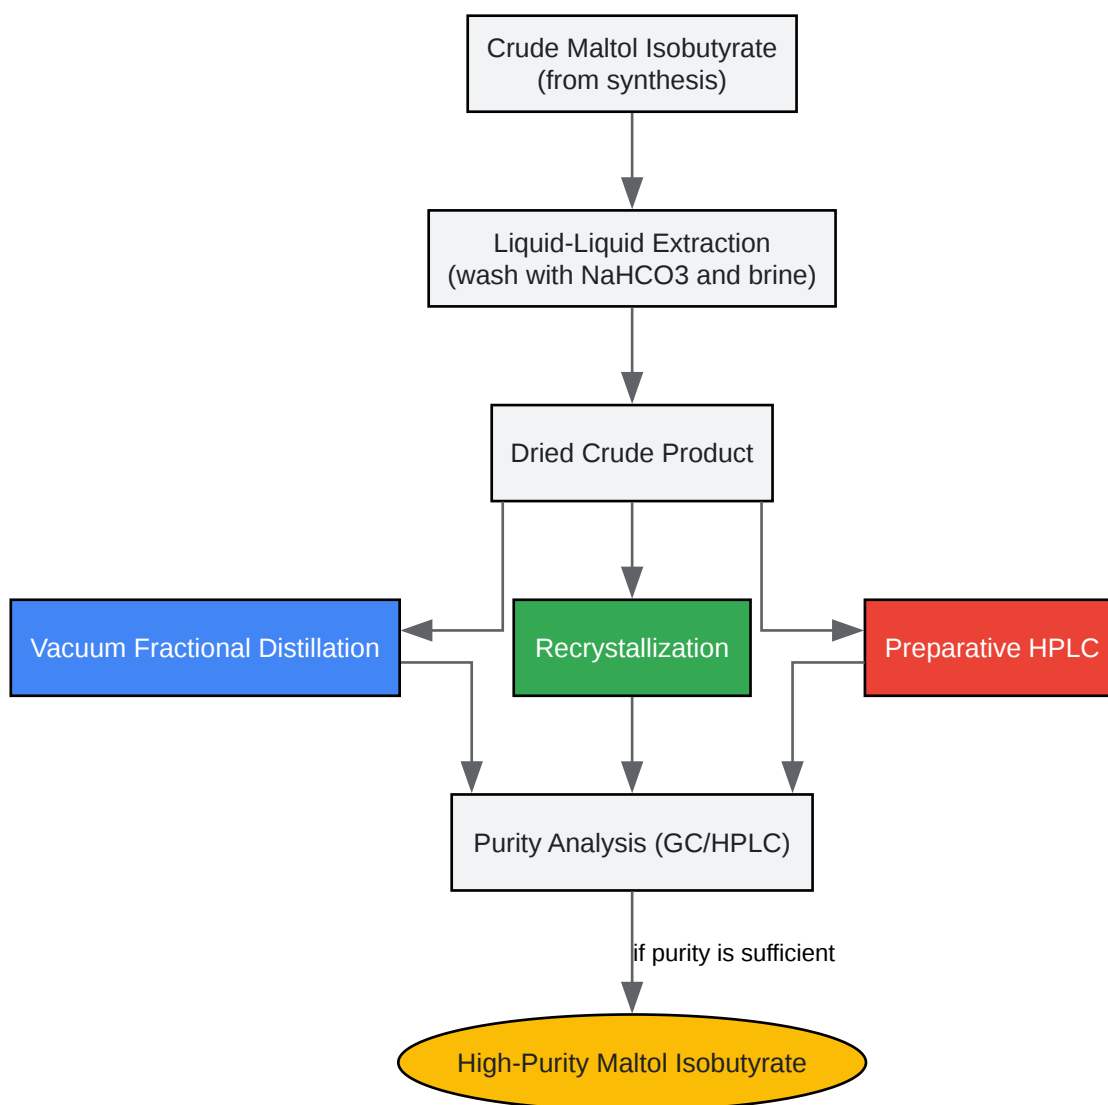 Crude Maltol Isobutyrate
(from synthesis)
Liquid-Liquid Extraction
(wash with NaHCO3 and brine)
Dried Crude Product
Vacuum Fractional Distillation
Recrystallization
Preparative HPLC
Purity Analysis (GC/HPLC)
if purity is sufficient
High-Purity Maltol Isobutyrate